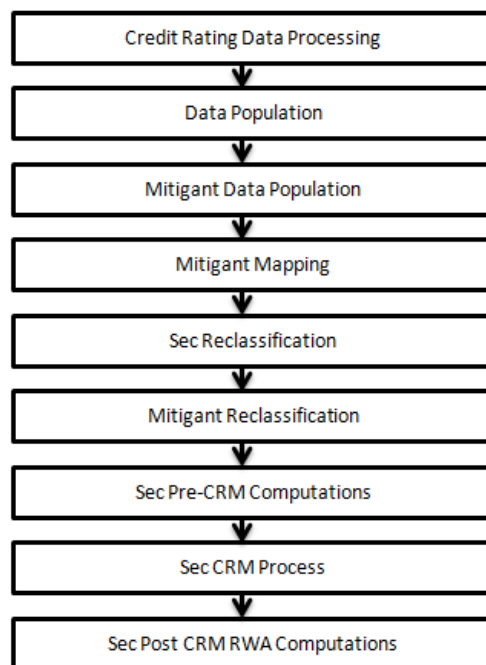 Credit Rating Data Processing
Data Population
Mitigant Data Population
Mitigant Mapping
Sec Reclassification
Mitigant Reclassification
Sec Pre-CRM Computations
Sec CRM Process
Sec Post CRM RWA Computations